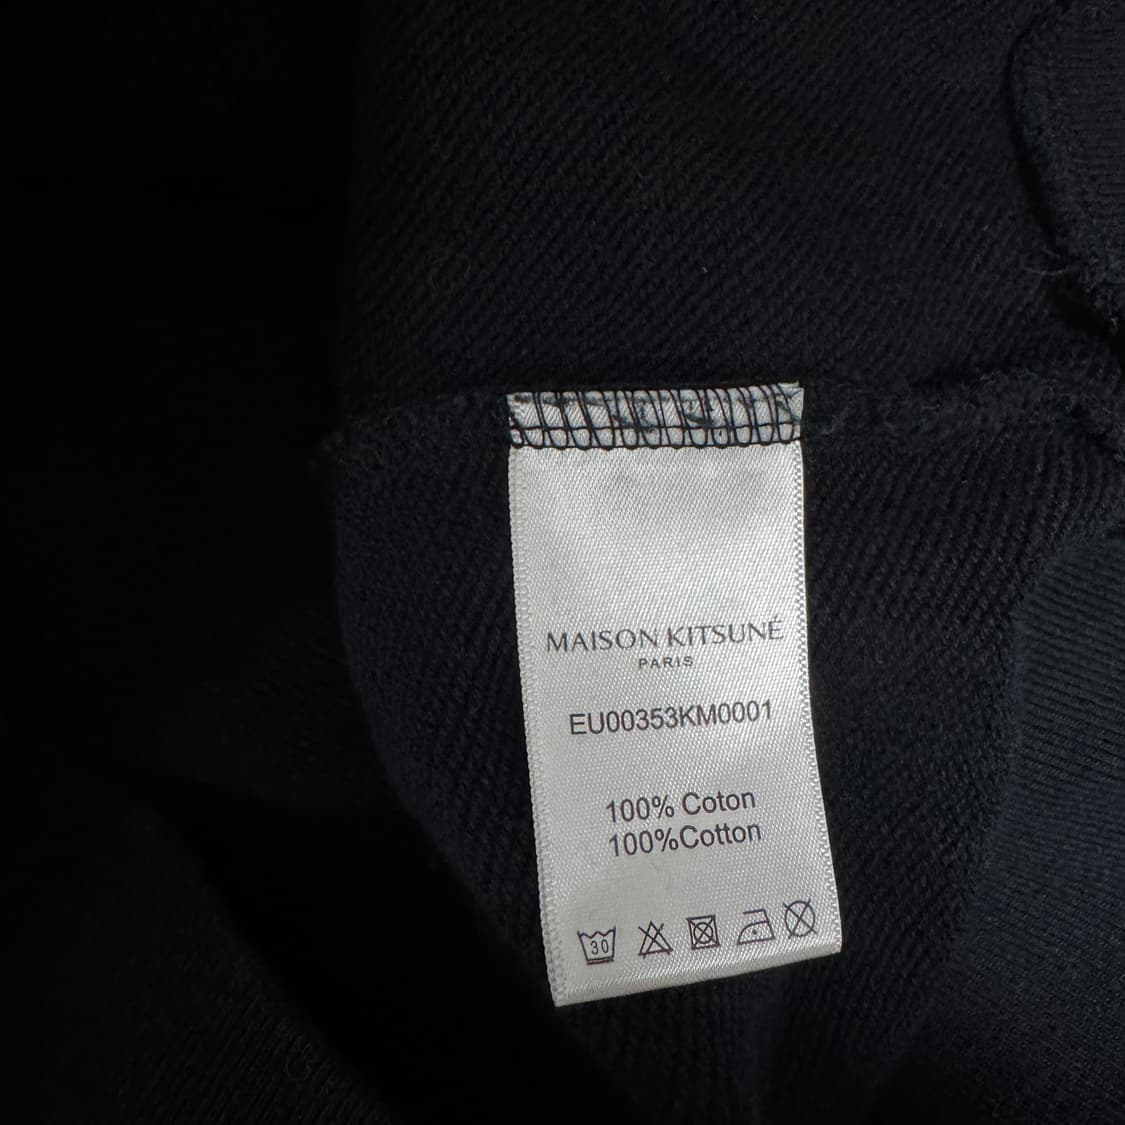 MAISON KITSUNÉ
PARIS
EU00353KM0001
100% Coton
100%Cotton
30